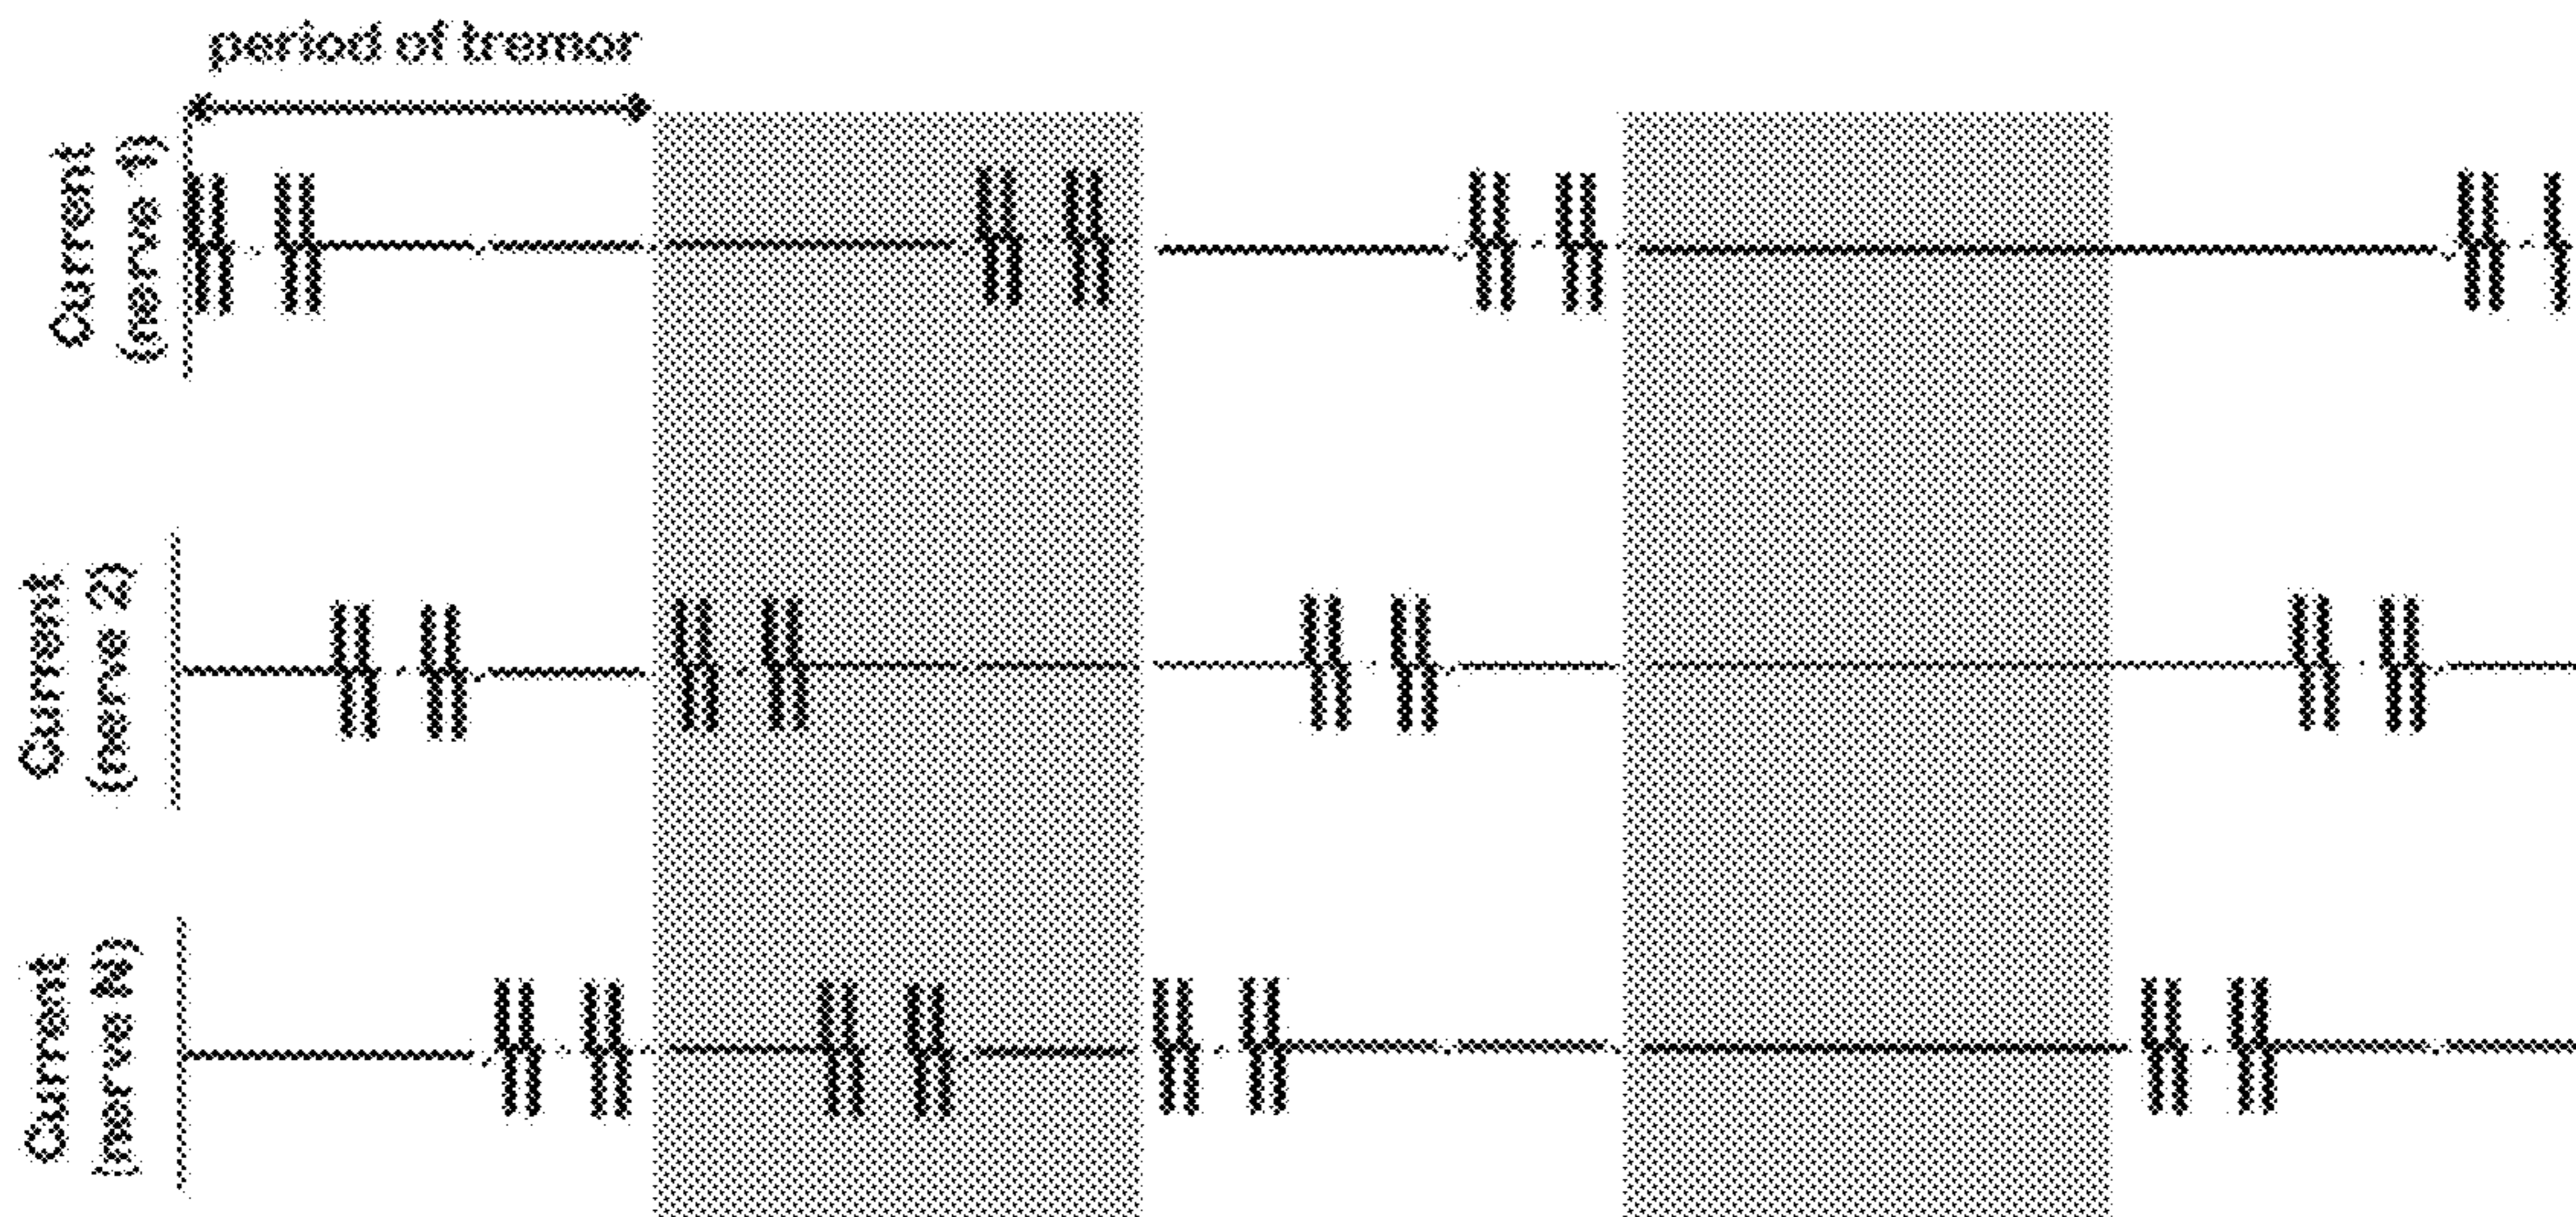 period of tremor
Current
(nerve 1)
Current
(nerve 2)
Current
(nerve N)